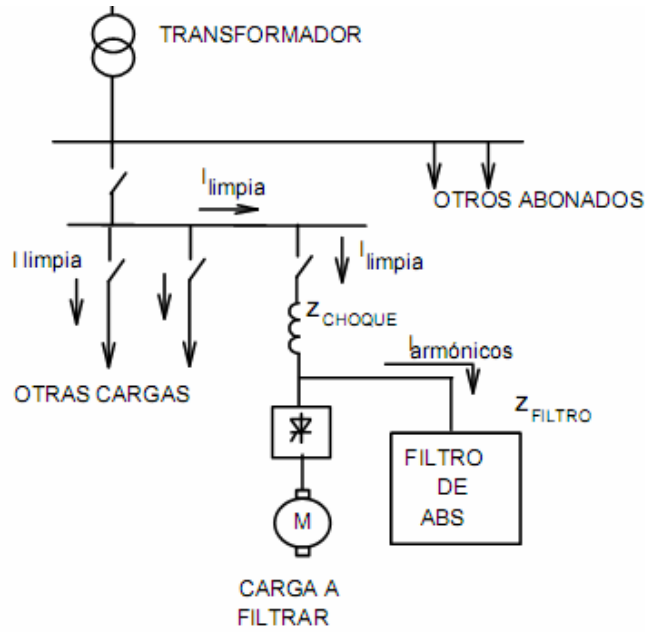 TRANSFORMADOR
I limpia
OTROS ABONADOS
I limpia
I limpia
Z CHOQUE
I armónicos
OTRAS CARGAS
Z FILTRO
FILTRO
DE
ABS
M
CARGA A
FILTRAR